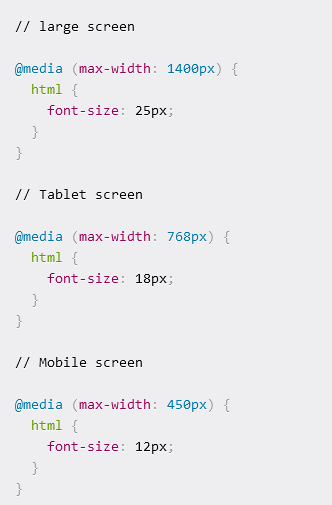 // large screen
@media (max-width: 1400px) {
html {
font-size: 25px;
}
}
// Tablet screen
@media (max-width: 768px) {
html {
font-size: 18px;
}
}
// Mobile screen
@media (max-width: 450px) {
html {
font-size: 12px;
}
}